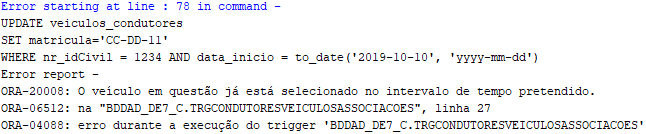 Error starting at line : 78 in command -
UPDATE veiculos_condutores
SET matricula='CC-DD-11'
WHERE nr_idCivil = 1234 AND data_inicio = to_date('2019-10-10', 'yyyy-mm-dd')
Error report -
ORA-20008: O veículo em questão já está selecionado no intervalo de tempo pretendido.
ORA-06512: na "BDDAD_DE7_C.TRGCONDUTORESVEICULOSASSOCIACOES", linha 27
ORA-04088: erro durante a execução do trigger 'BDDAD_DE7_C.TRGCONDUTORESVEICULOSASSOCIACOES'